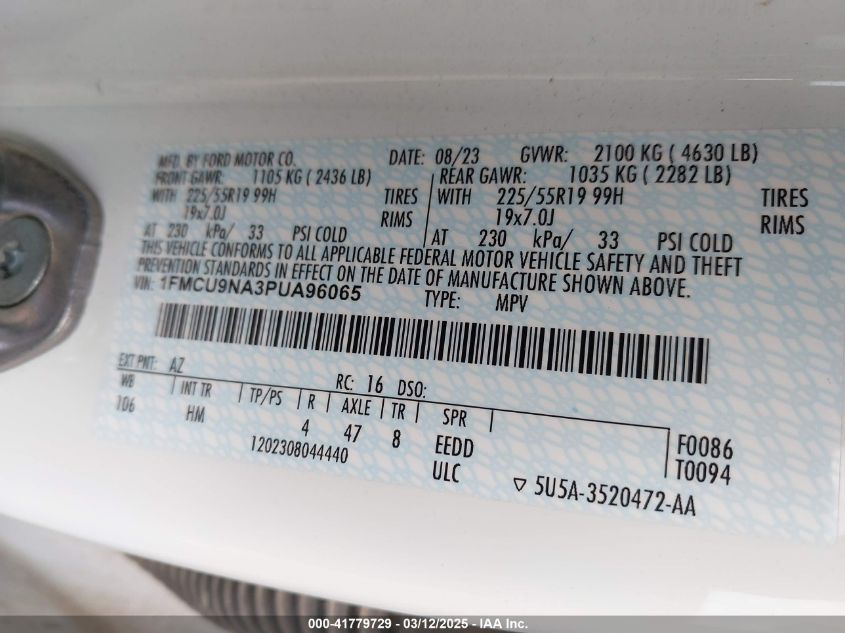 MFD. BY FORD MOTOR CO. DATE: 08/23 GVWR: 2100 KG ( 4630 LB)
FRONT GAWR: 1105 KG ( 2436 LB) REAR GAWR: 1035 KG ( 2282 LB)
WITH 225/55R19 99H TIRES WITH 225/55R19 99H TIRES
19x7.0J RIMS 19x7.0J RIMS
AT 230 kPa/ 33 PSI COLD AT 230 kPa/ 33 PSI COLD
THIS VEHICLE CONFORMS TO ALL APPLICABLE FEDERAL MOTOR VEHICLE SAFETY AND THEFT
PREVENTION STANDARDS IN EFFECT ON THE DATE OF MANUFACTURE SHOWN ABOVE.
VIN: 1FMCU9NA3PUA96065 TYPE: MPV
EXT PNT: AZ RC: 16 DSO:
WB INT TR TP/PS R AXLE TR SPR
106 HM 4 47 8 EEDD
F0086
T0094
1202308044440 ULC ▽ 5U5A-3520472-AA
000-41779729 - 03/12/2025 - IAA Inc.